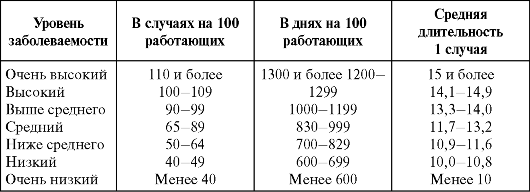 Уровень заболеваемости | В случаях на 100 работающих | В днях на 100 работающих | Средняя длительность 1 случая
Очень высокий | 110 и более | 1300 и более 1200– | 15 и более
Высокий | 100–109 | 1299 | 14,1–14,9
Выше среднего | 90–99 | 1000–1199 | 13,3–14,0
Средний | 65–89 | 830–999 | 11,7–13,2
Ниже среднего | 50–64 | 700–829 | 10,9–11,6
Низкий | 40–49 | 600–699 | 10,0–10,8
Очень низкий | Менее 40 | Менее 600 | Менее 10